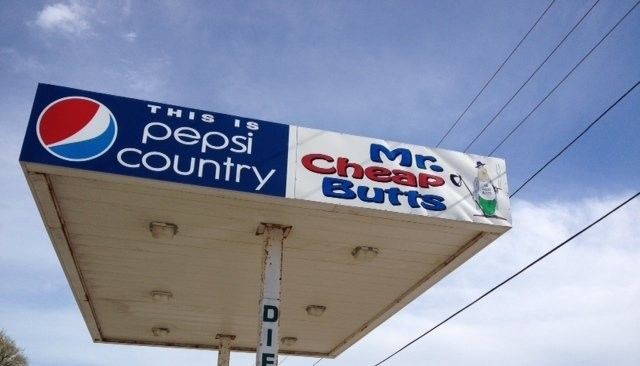 THIS IS
pepsi
country
Mr.
Cheap
Butts
DIE